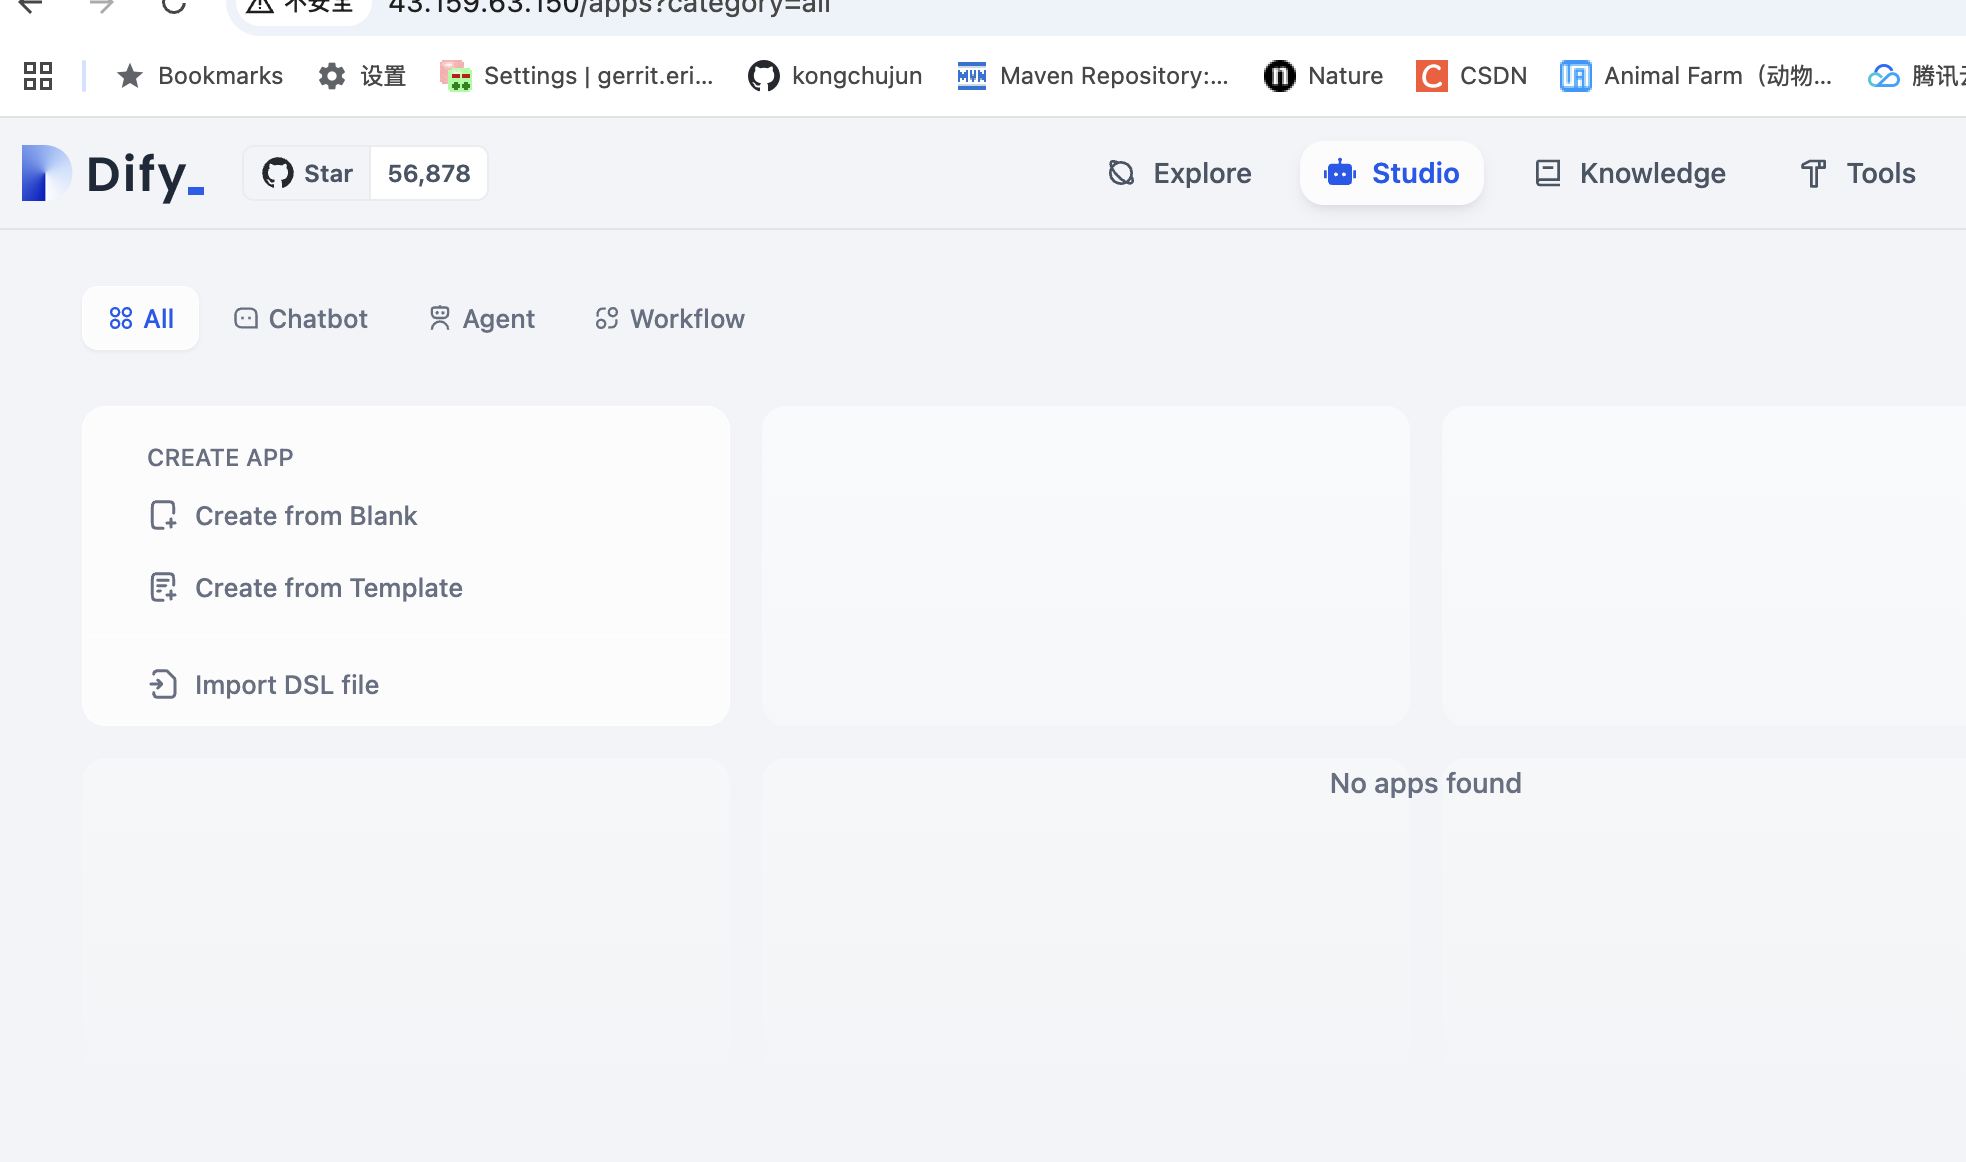 不安全 43.159.63.150/apps?category=all
Bookmarks 设置 Settings | gerrit.eri... kongchujun Maven Repository:... Nature CSDN Animal Farm（动物... 腾讯云
Dify_ Star 56,878 Explore Studio Knowledge Tools
All Chatbot Agent Workflow
CREATE APP
Create from Blank
Create from Template
Import DSL file
No apps found